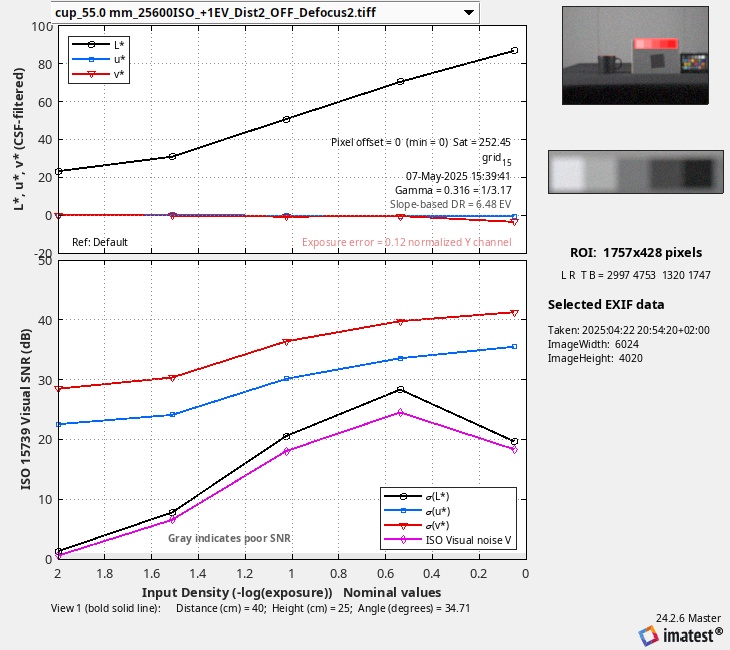 cup_55.0 mm_25600ISO_+1EV_Dist2_OFF_Defocus2.tiff
L*, u*, v* (CSF-filtered)
100
80
60
40
20
0
-20
L*
u*
v*
Pixel offset = 0 (min = 0) Sat = 252.45
grid15
07-May-2025 15:39:41
Gamma = 0.316 = 1/3.17
Slope-based DR = 6.48 EV
Ref: Default
Exposure error = 0.12 normalized Y channel
ISO 15739 Visual SNR (dB)
50
40
30
20
10
0
σ(L*)
σ(u*)
σ(v*)
ISO Visual noise V
Gray indicates poor SNR
2 1.8 1.6 1.4 1.2 1 0.8 0.6 0.4 0.2 0
Input Density (-log(exposure)) Nominal values
View 1 (bold solid line): Distance (cm) = 40; Height (cm) = 25; Angle (degrees) = 34.71
ROI: 1757x428 pixels
L R T B = 2997 4753 1320 1747
Selected EXIF data
Taken: 2025:04:22 20:54:20+02:00
ImageWidth: 6024
ImageHeight: 4020
24.2.6 Master
imatest®